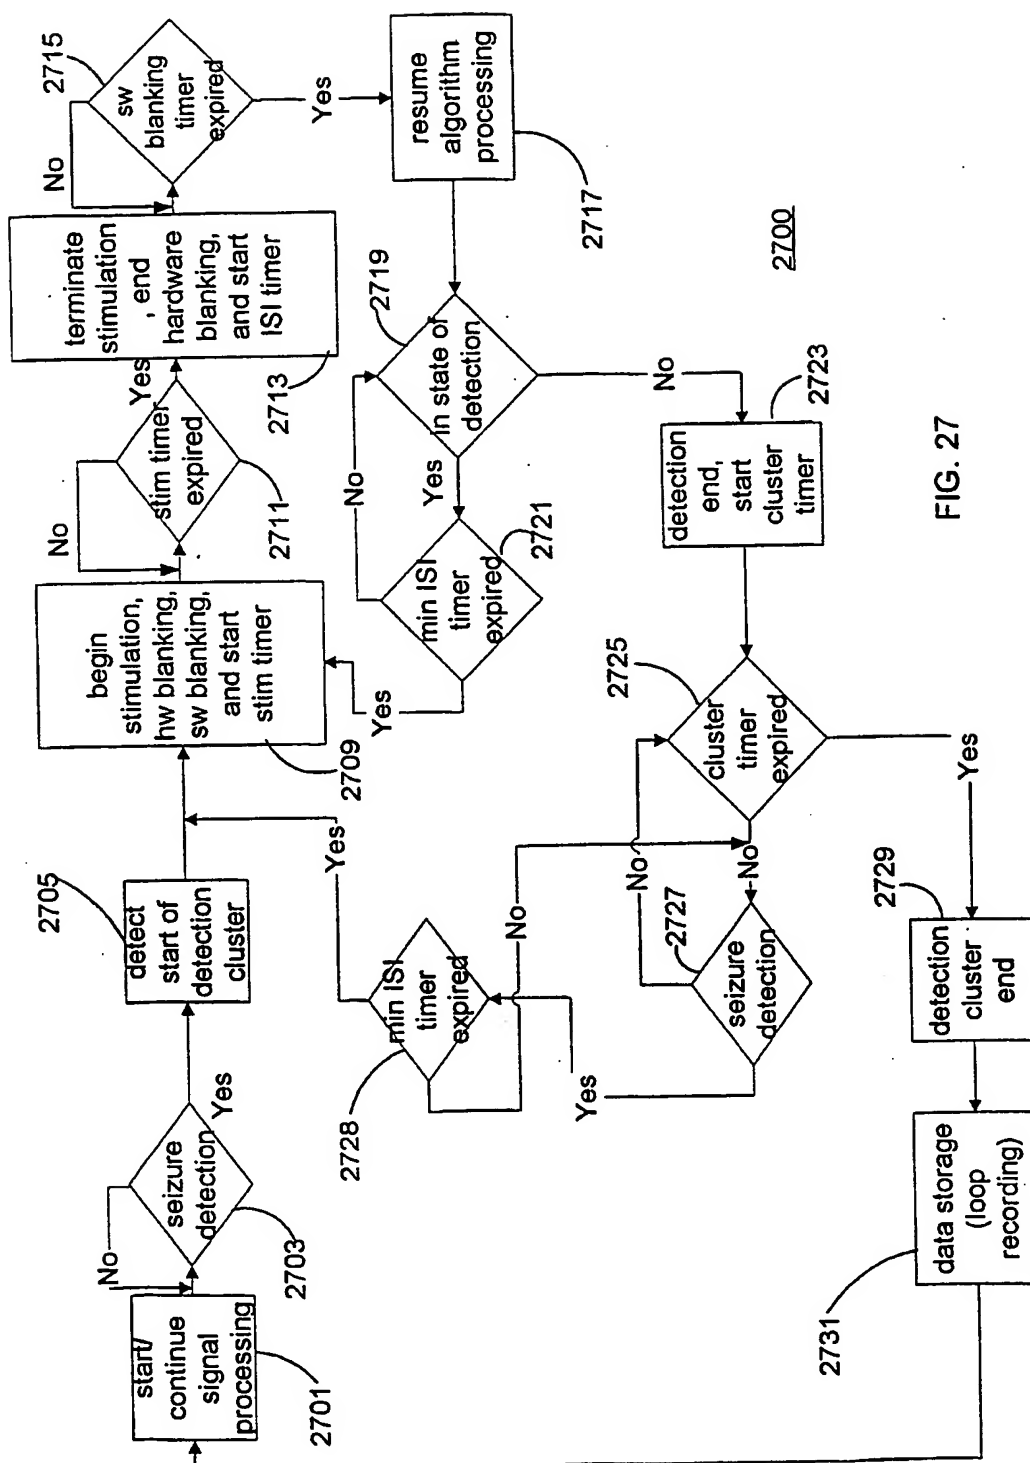 start/
continue
signal
processing
2701
No
seizure
detection
2703
Yes
detect
start of
detection
cluster
2705
begin
stimulation,
hw blanking,
sw blanking,
and start
stim timer
2709
No
stim timer
expired
2711
Yes
terminate
stimulation
, end
hardware
blanking,
and start
ISI timer
2713
No
sw
blanking
timer
expired
2715
Yes
resume
algorithm
processing
2717
in state of
detection
2719
Yes
No
min ISI
timer
expired
2721
No
Yes
detection
end,
start
cluster
timer
2723
cluster
timer
expired
2725
No
Yes
seizure
detection
2727
No
Yes
min ISI
timer
expired
2728
No
Yes
detection
cluster
end
2729
data storage
(loop
recording)
2731
2700
FIG. 27